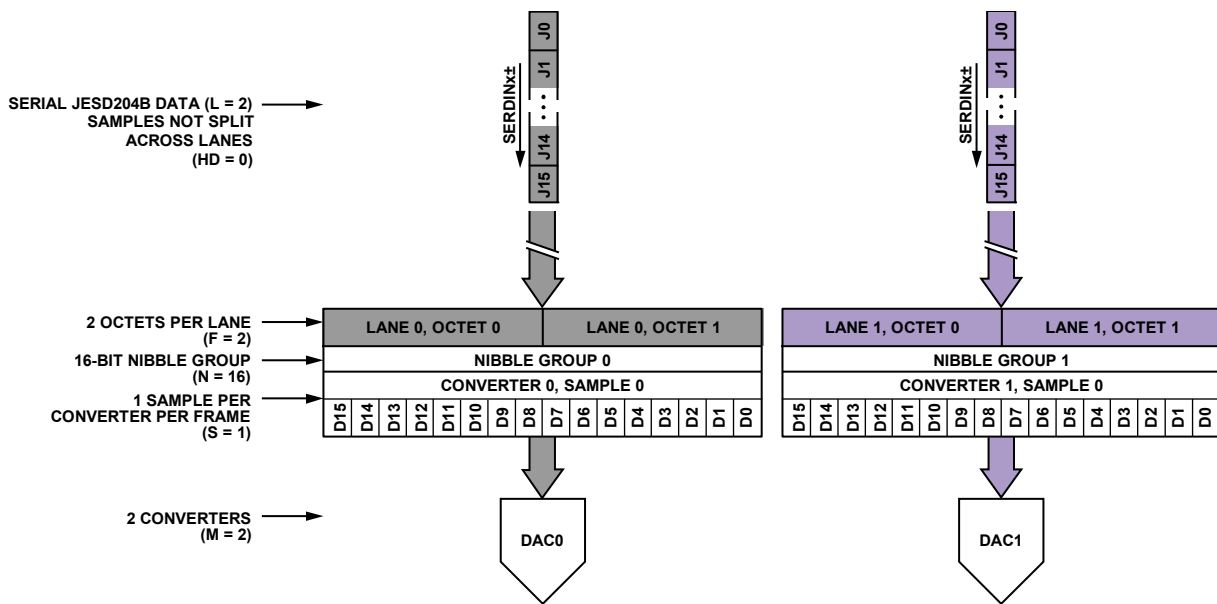 SERIAL JESD204B DATA (L = 2)
SAMPLES NOT SPLIT
ACROSS LANES
(HD = 0)
SERDINx±
J0
J1
J14
J15
SERDINx±
J0
J1
J14
J15
2 OCTETS PER LANE
(F = 2)
LANE 0, OCTET 0
LANE 0, OCTET 1
LANE 1, OCTET 0
LANE 1, OCTET 1
16-BIT NIBBLE GROUP
(N = 16)
NIBBLE GROUP 0
NIBBLE GROUP 1
CONVERTER 0, SAMPLE 0
CONVERTER 1, SAMPLE 0
1 SAMPLE PER
CONVERTER PER FRAME
(S = 1)
D15 D14 D13 D12 D11 D10 D9 D8 D7 D6 D5 D4 D3 D2 D1 D0
D15 D14 D13 D12 D11 D10 D9 D8 D7 D6 D5 D4 D3 D2 D1 D0
2 CONVERTERS
(M = 2)
DAC0
DAC1